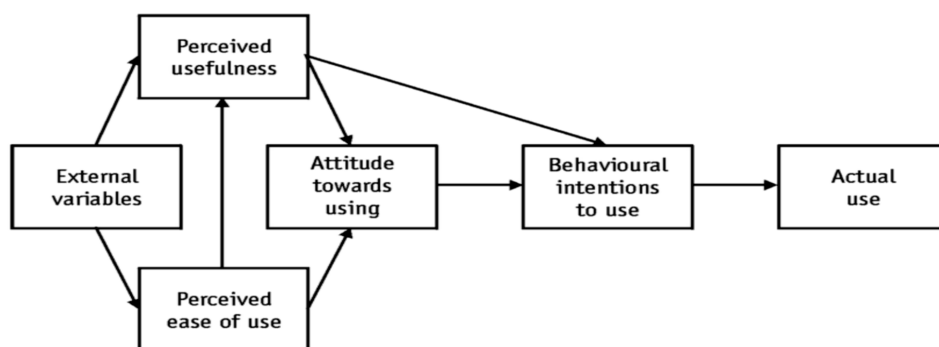 Perceived
usefulness
External
variables
Attitude
towards
using
Behavioural
intentions
to use
Actual
use
Perceived
ease of use